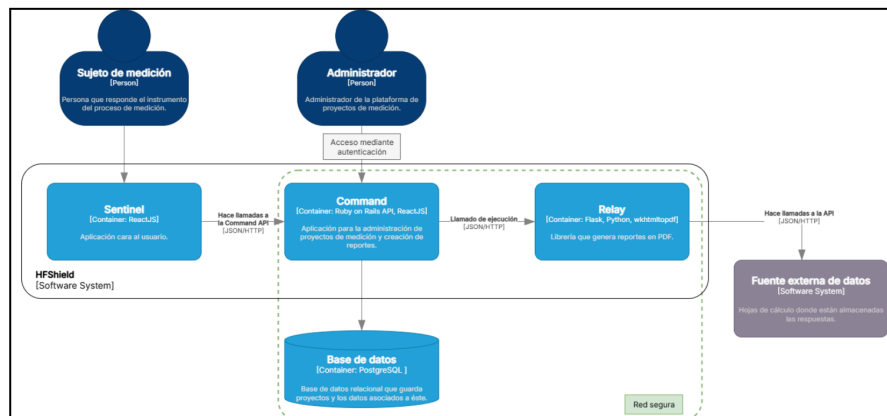 Sujeto de medición
[Person]
Persona que responde el instrumento
del proceso de medición.
Administrador
[Person]
Administrador de la plataforma de
proyectos de medición.
Acceso mediante
autenticación
Sentinel
[Container: ReactJS]
Aplicación cara al usuario.
Hace llamadas a
la Command API
[JSON/HTTP]
Command
[Container: Ruby on Rails API, ReactJS]
Aplicación para la administración de
proyectos de medición y creación de
reportes.
Llamado de ejecución
[JSON/HTTP]
Relay
[Container: Flask, Python, wkhtmltopdf]
Librería que genera reportes en PDF.
Hace llamadas a la API
[JSON/HTTP]
HFShield
[Software System]
Fuente externa de datos
[Software System]
Hojas de cálculo donde están almacenadas
las respuestas.
Base de datos
[Container: PostgreSQL ]
Base de datos relacional que guarda
proyectos y los datos asociados a éste.
Red segura